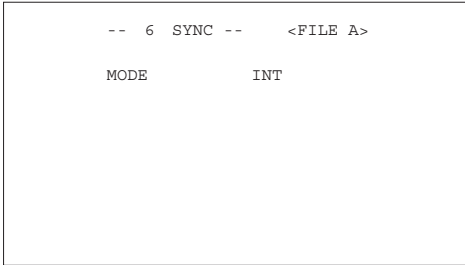 -- 6 SYNC -- <FILE A>
MODE INT